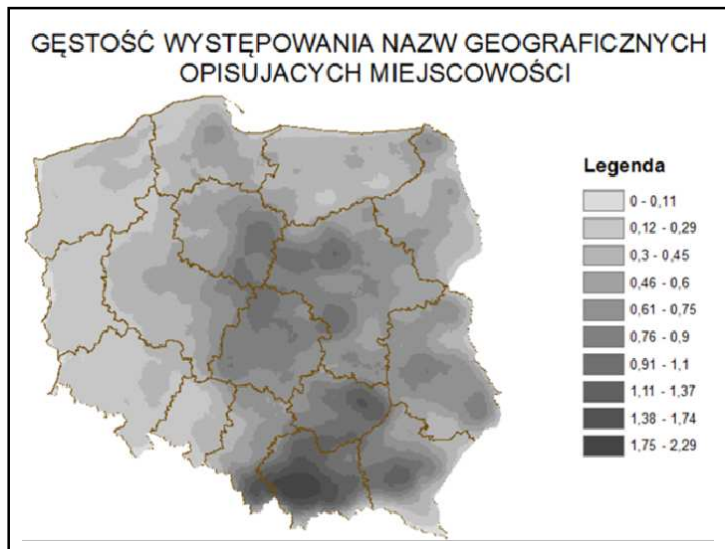 GĘSTOŚĆ WYSTĘPOWANIA NAZW GEOGRAFICZNYCH
OPISUJACYCH MIEJSCOWOŚCI
Legenda
0 - 0,11
0,12 - 0,29
0,3 - 0,45
0,46 - 0,6
0,61 - 0,75
0,76 - 0,9
0,91 - 1,1
1,11 - 1,37
1,38 - 1,74
1,75 - 2,29